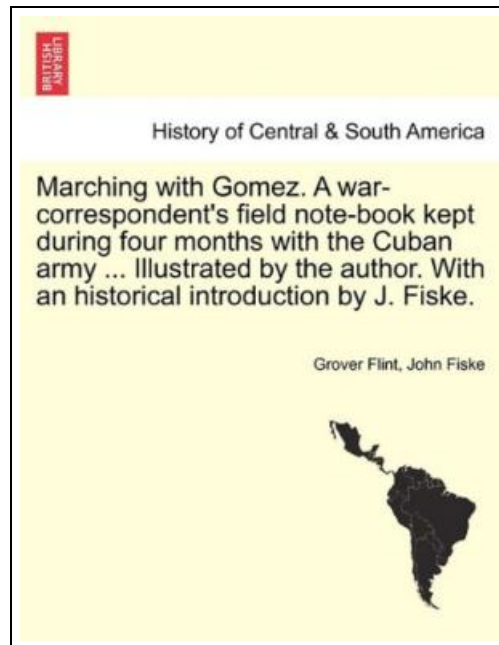 BRITISH
LIBRARY
History of Central & South America
Marching with Gomez. A war-
correspondent's field note-book kept
during four months with the Cuban
army ... Illustrated by the author. With
an historical introduction by J. Fiske.
Grover Flint, John Fiske